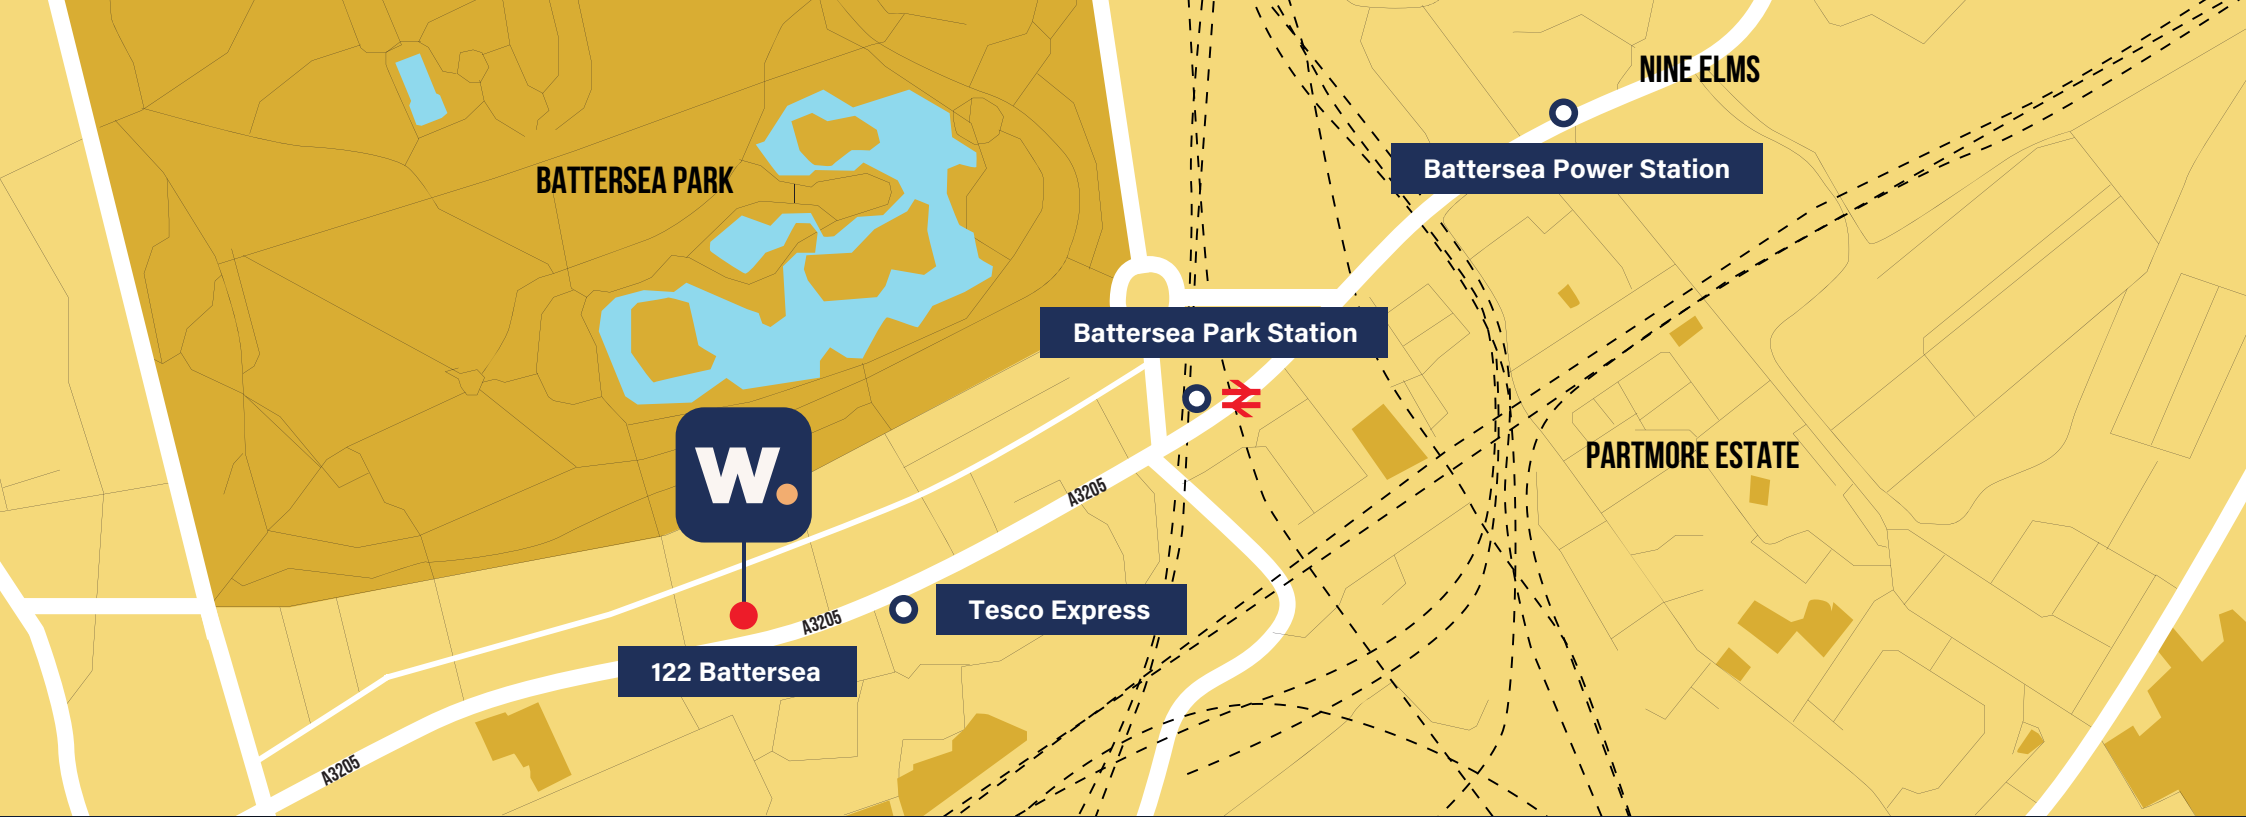 NINE ELMS
BATTERSEA PARK
Battersea Power Station
Battersea Park Station
PARTMORE ESTATE
W.
A3205
Tesco Express
A3205
122 Battersea
A3205